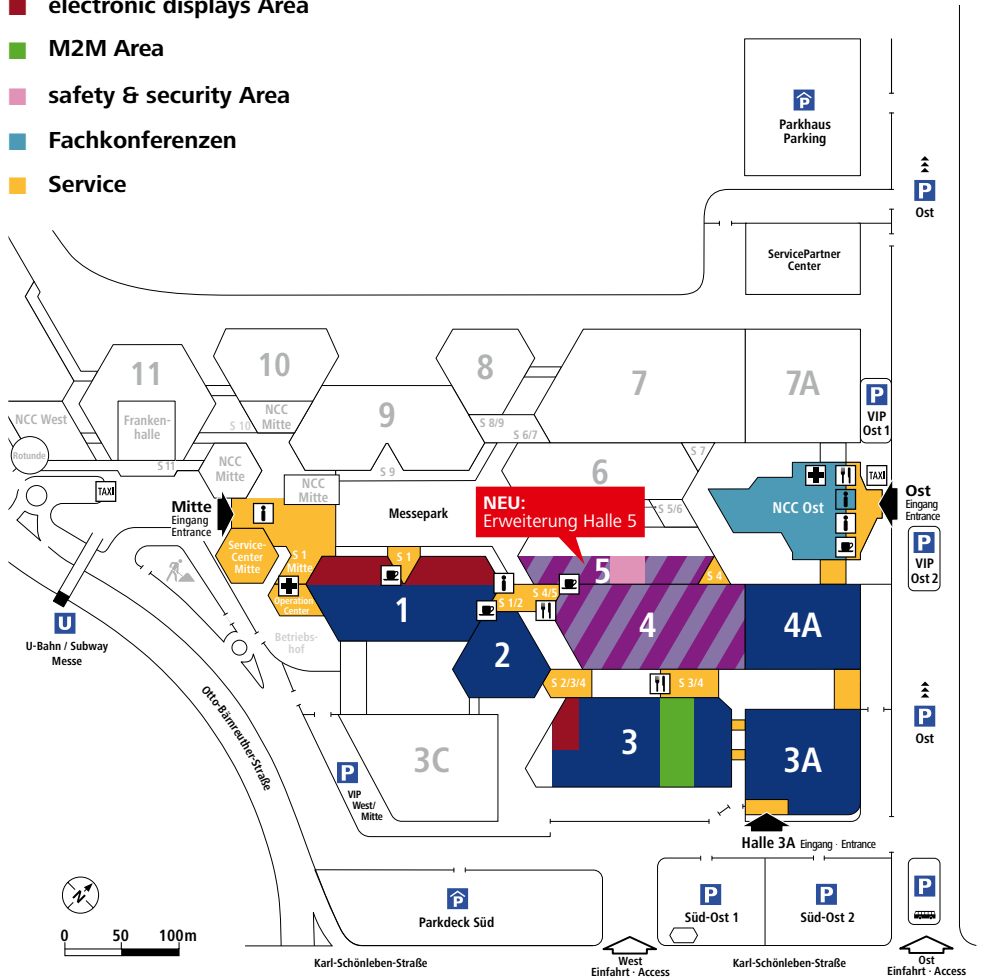 electronic displays Area
M2M Area
safety & security Area
Fachkonferenzen
Service
P
Parkhaus
Parking
P
Ost
ServicePartner
Center
11
10
8
7
7A
9
NCC West
Franken-
halle
NCC
Mitte
S 10
S 8/9
S 6/7
P
VIP
Ost 1
Rotunde
S 11
NCC
Mitte
S 9
6
S 7
NCC
Mitte
TAXI
TAXI
Mitte
Eingang
Entrance
i
Messepark
NEU:
Erweiterung Halle 5
S 5/6
NCC Ost
i
i
Ost
Eingang
Entrance
P
VIP
Ost 2
Service-
Center
Mitte
S 1
Mitte
S 1
5
S 4
Operation
Center
i
S 1/2
S 4/5
1
4
4A
U
U-Bahn / Subway
Messe
Betriebs-
hof
2
S 2/3/4
S 3/4
Otto-Bärnreuther-Straße
P
Ost
3C
3
3A
P
VIP
West/
Mitte
Halle 3A Eingang · Entrance
N
P
Parkdeck Süd
P
Süd-Ost 1
P
Süd-Ost 2
P
0 50 100m
Karl-Schönleben-Straße
West
Einfahrt · Access
Karl-Schönleben-Straße
Ost
Einfahrt · Access